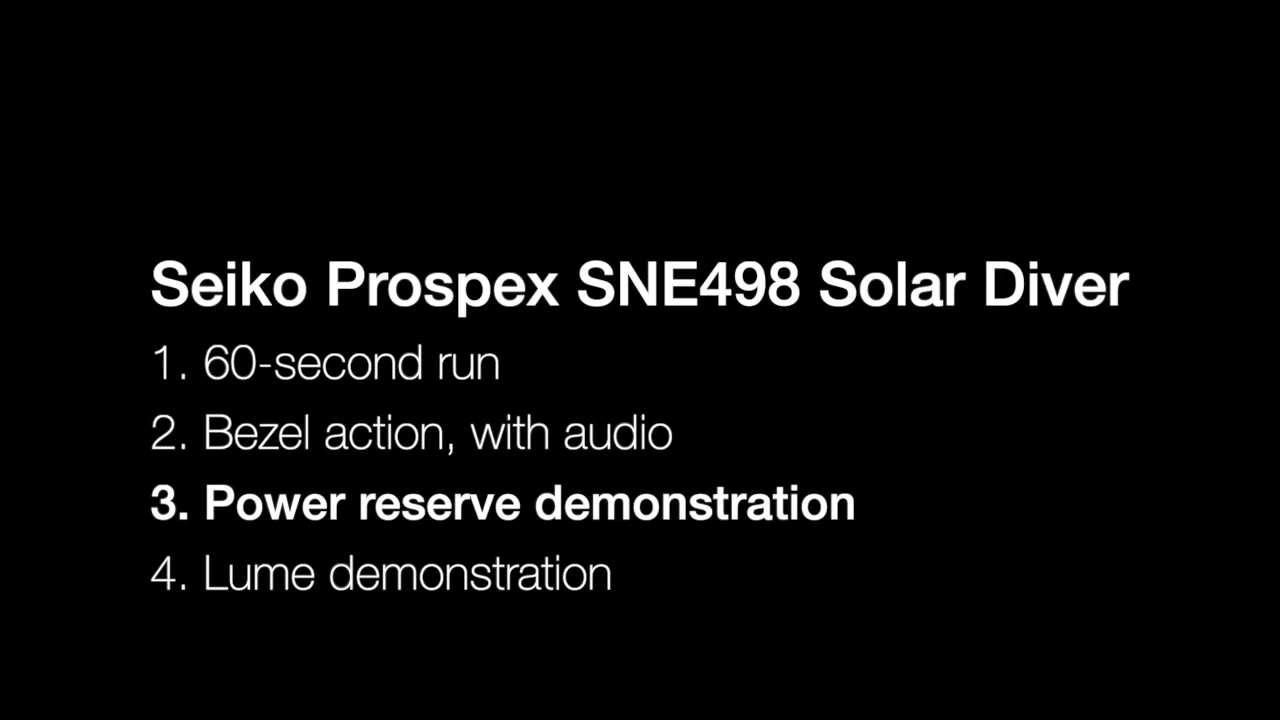 Seiko Prospex SNE498 Solar Diver
1. 60-second run
2. Bezel action, with audio
3. Power reserve demonstration
4. Lume demonstration